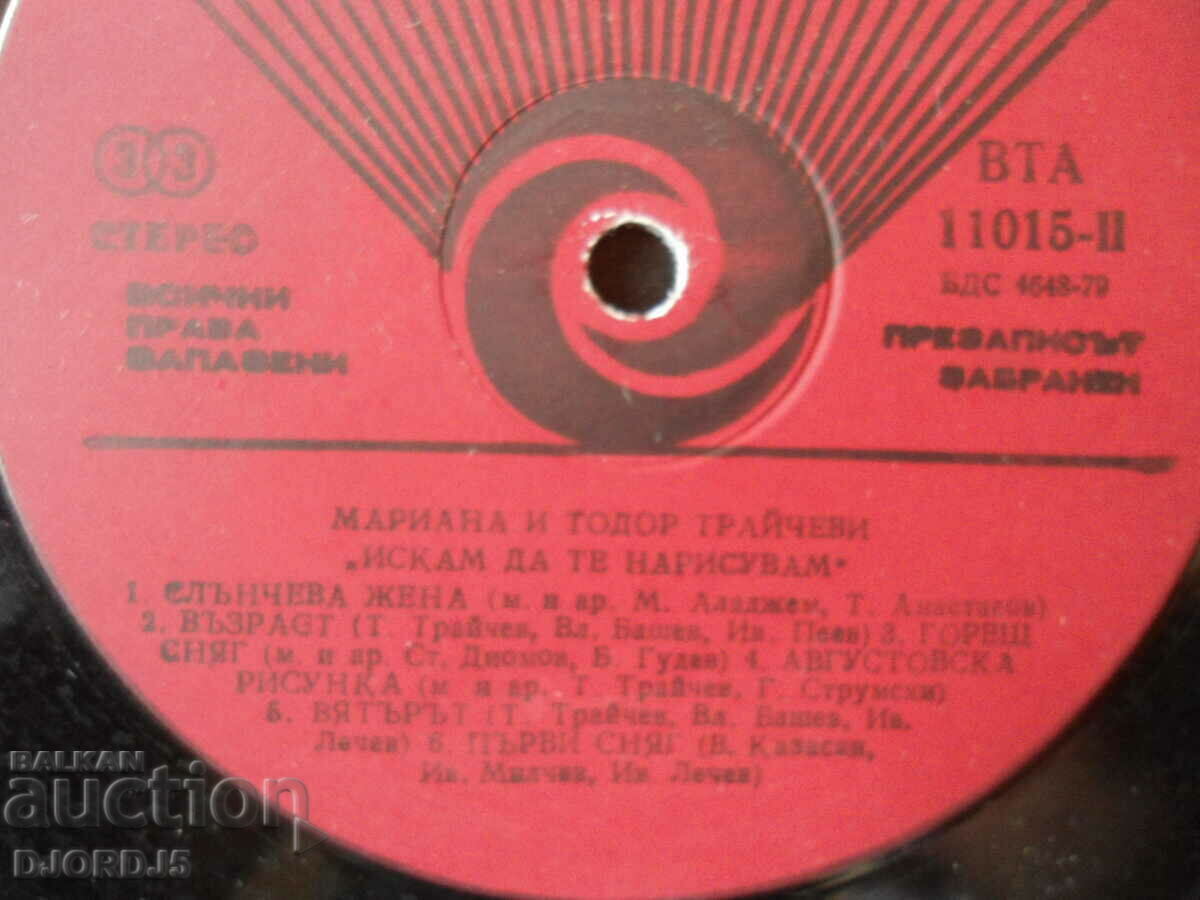 33
СТЕРЕО
ВСИЧКИ
ПРАВА
ЗАПАЗЕНИ
ВТА
11015-II
БДС 4648-79
ПРЕЗАПИСЪТ
ЗАБРАНЕН
МАРИАНА И ТОДОР ТРАЙЧЕВИ
„ИСКАМ ДА ТЕ НАРИСУВАМ"
1. СЛЪНЧЕВА ЖЕНА (м. и ар. М. Аладжем, Т. Анастасов)
2. ВЪЗРАСТ (Т. Трайчев, Вл. Башев, Ив. Пеев) 3. ГОРЕЩ
СНЯГ (м. и ар. Ст. Диомов, Б. Гудев) 4. АВГУСТОВСКА
РИСУНКА (м. и ар. Т. Трайчев, Г. Струмски)
5. ВЯТЪРЪТ (Т. Трайчев, Вл. Башев, Ив.
Печев) 6. ПЪРВИ СНЯГ (В. Казасян,
Ив. Милчев, Ив. Печев)
BALKAN
auction
DJORDJ5